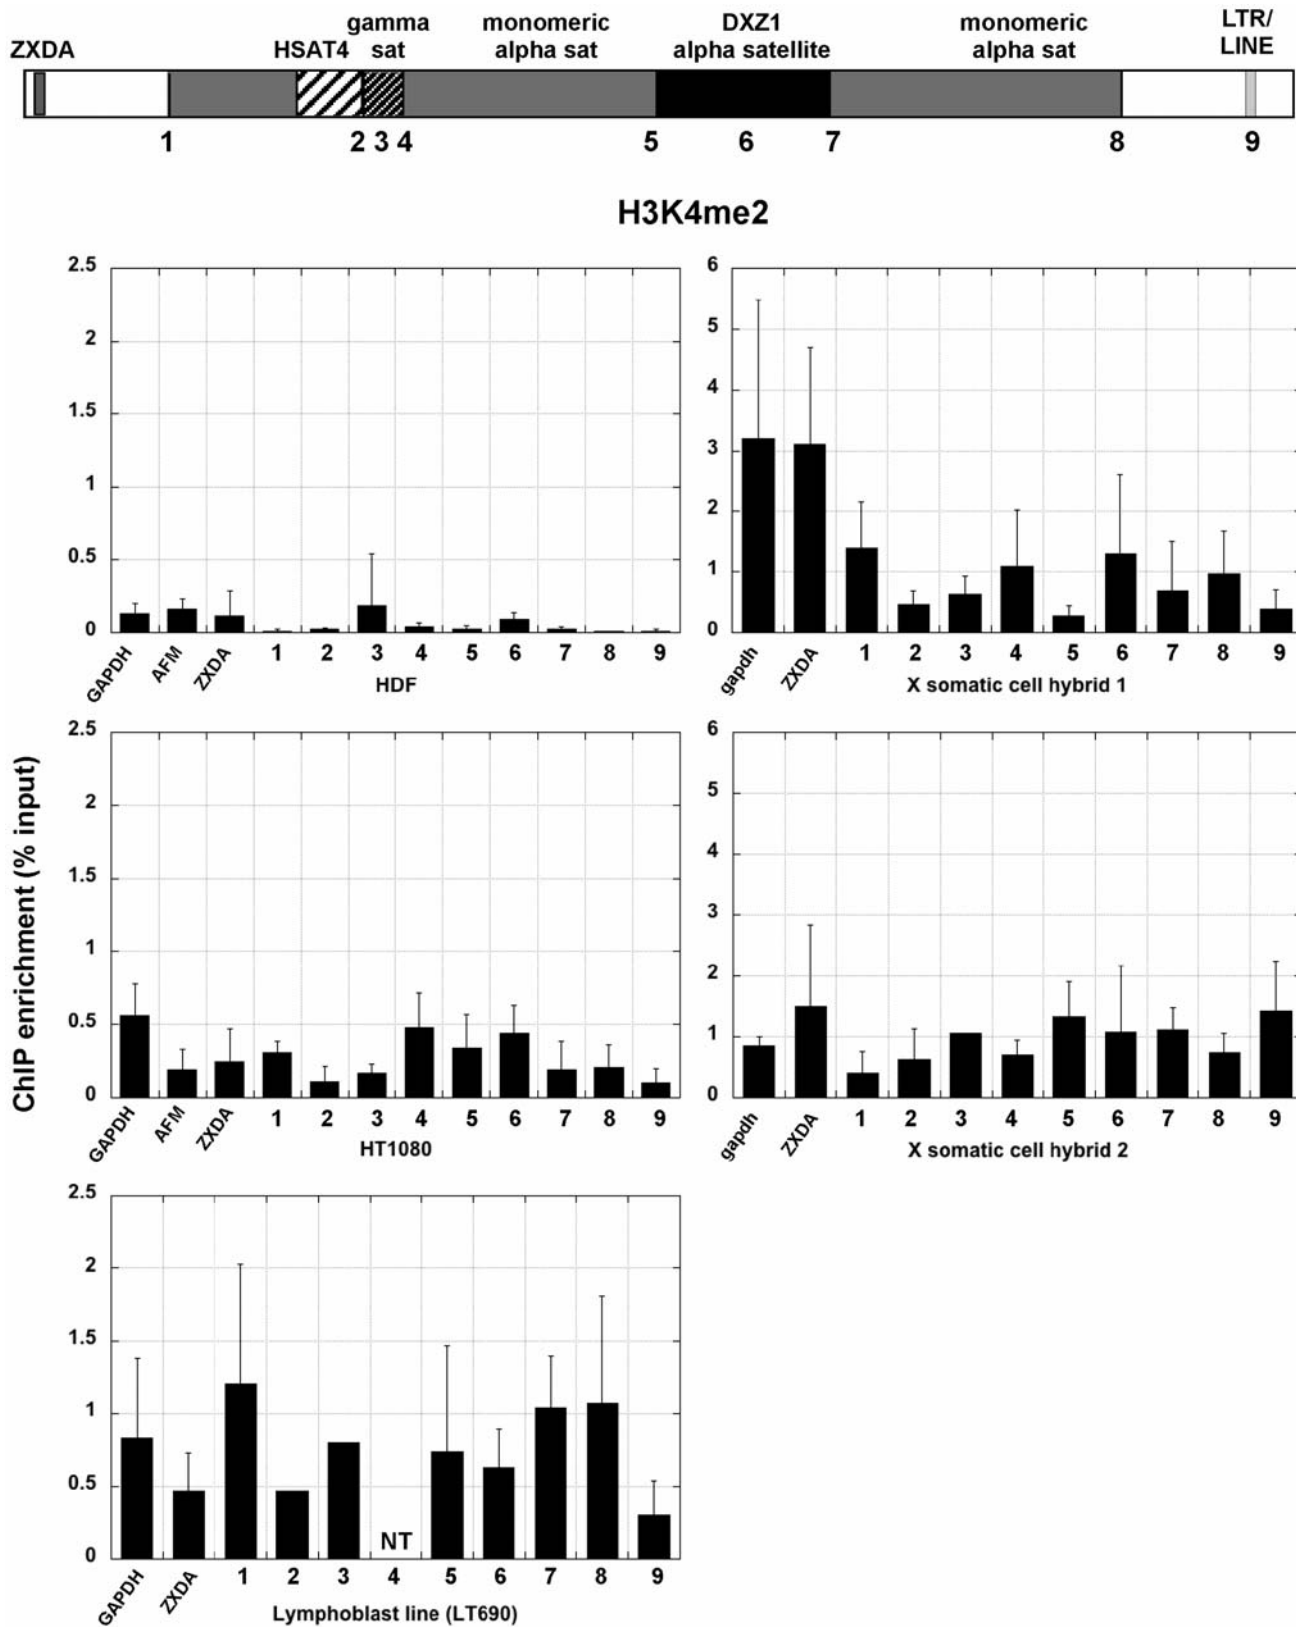 gamma monomeric DXZ1 monomeric LTR/
ZXDA HSAT4 sat alpha sat alpha satellite alpha sat LINE
1 2 3 4 5 6 7 8 9
H3K4me2
ChIP enrichment (% input)
2.5
2
1.5
1
0.5
0
GAPDH AFM ZXDA 1 2 3 4 5 6 7 8 9
HDF
6
5
4
3
2
1
0
gapdh ZXDA 1 2 3 4 5 6 7 8 9
X somatic cell hybrid 1
2.5
2
1.5
1
0.5
0
GAPDH AFM ZXDA 1 2 3 4 5 6 7 8 9
HT1080
6
5
4
3
2
1
0
gapdh ZXDA 1 2 3 4 5 6 7 8 9
X somatic cell hybrid 2
2.5
2
1.5
1
0.5
0
NT
GAPDH ZXDA 1 2 3 4 5 6 7 8 9
Lymphoblast line (LT690)